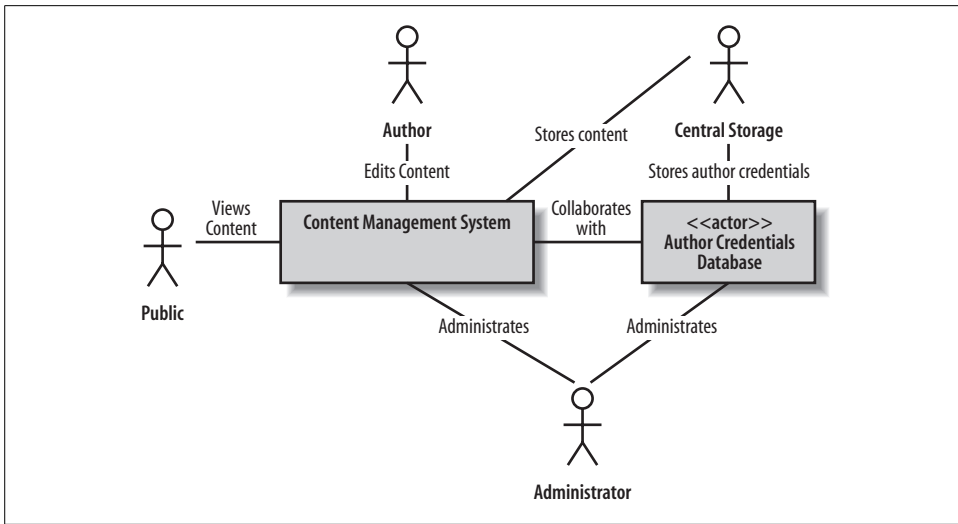 Author
Central Storage
Stores content
Edits Content
Stores author credentials
Views
Content
Content Management System
Collaborates
with
<<actor>>
Author Credentials
Database
Public
Administrates
Administrates
Administrator